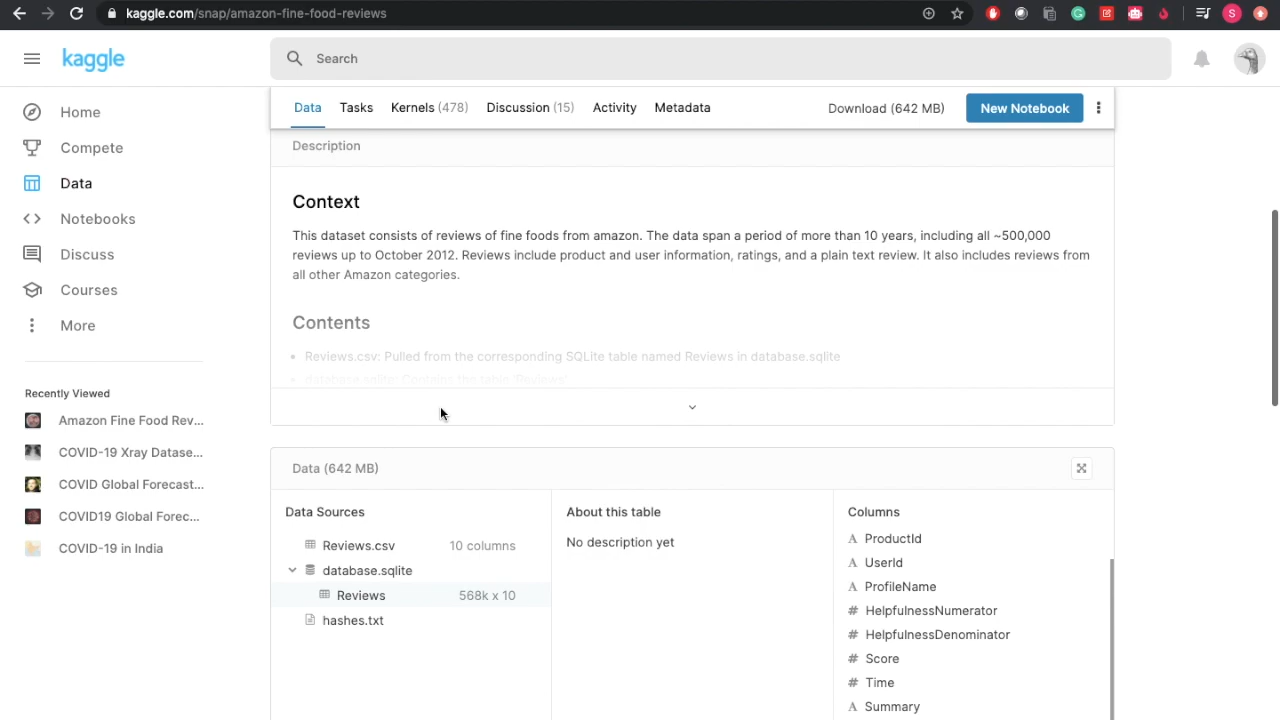 kaggle.com/snap/amazon-fine-food-reviews
S
kaggle
Search
Data Tasks Kernels (478) Discussion (15) Activity Metadata Download (642 MB) New Notebook
Home
Compete
Data
Notebooks
Discuss
Courses
More
Recently Viewed
Amazon Fine Food Rev...
COVID-19 Xray Datase...
COVID Global Forecast...
COVID19 Global Forec...
COVID-19 in India
Description
Context
This dataset consists of reviews of fine foods from amazon. The data span a period of more than 10 years, including all ~500,000
reviews up to October 2012. Reviews include product and user information, ratings, and a plain text review. It also includes reviews from
all other Amazon categories.
Contents
• Reviews.csv: Pulled from the corresponding SQLite table named Reviews in database.sqlite
• database.sqlite: Contains the table 'Reviews'
Data (642 MB)
Data Sources
Reviews.csv 10 columns
database.sqlite
Reviews 568k x 10
hashes.txt
About this table
No description yet
Columns
A ProductId
A UserId
A ProfileName
# HelpfulnessNumerator
# HelpfulnessDenominator
# Score
# Time
A Summary